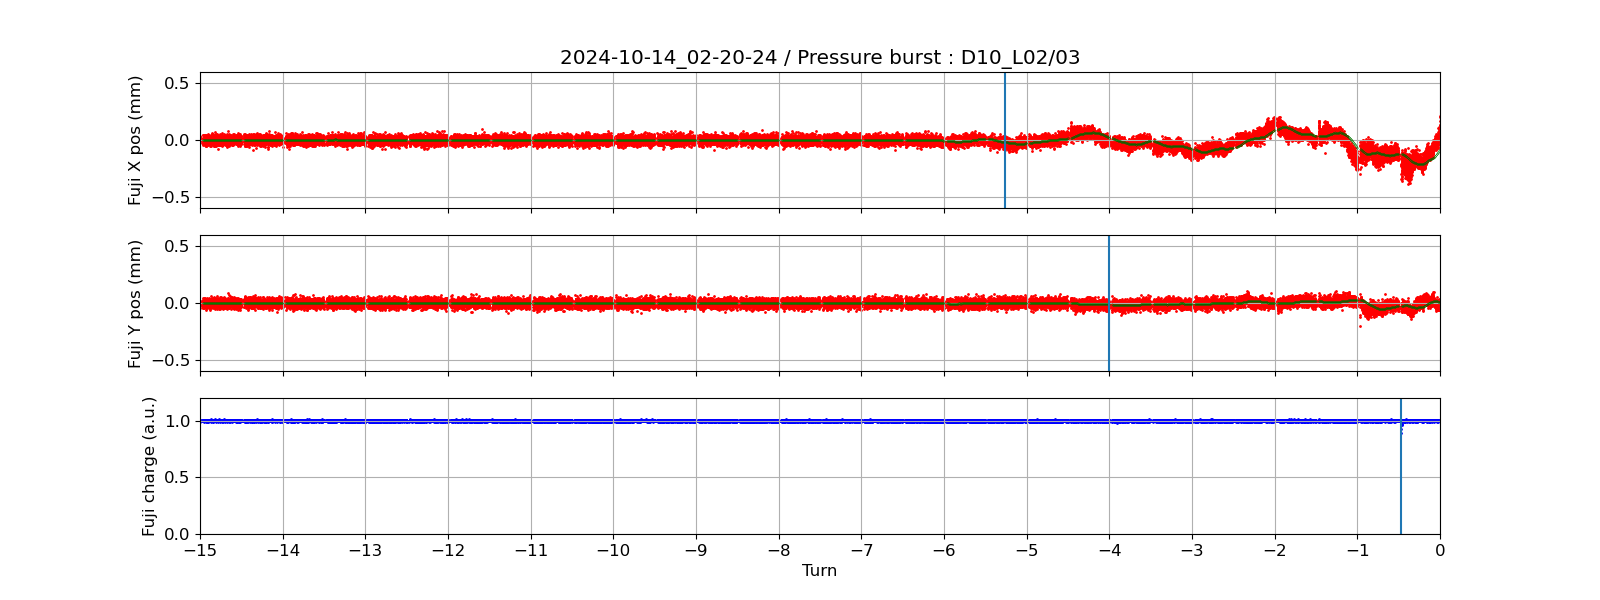 2024-10-14_02-20-24 / Pressure burst : D10_L02/03
Fuji X pos (mm)
0.5
0.0
−0.5
Fuji Y pos (mm)
0.5
0.0
−0.5
Fuji charge (a.u.)
1.0
0.5
0.0
−15 −14 −13 −12 −11 −10 −9 −8 −7 −6 −5 −4 −3 −2 −1 0
Turn